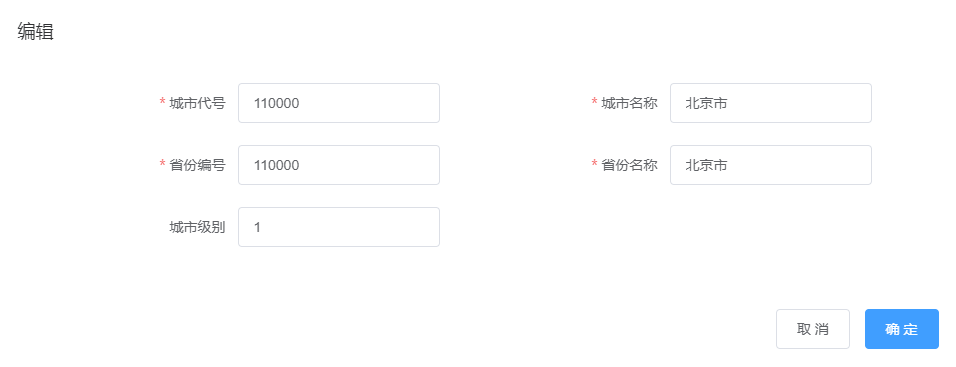 编辑
* 城市代号 110000 * 城市名称 北京市
* 省份编号 110000 * 省份名称 北京市
城市级别 1
取 消 确 定